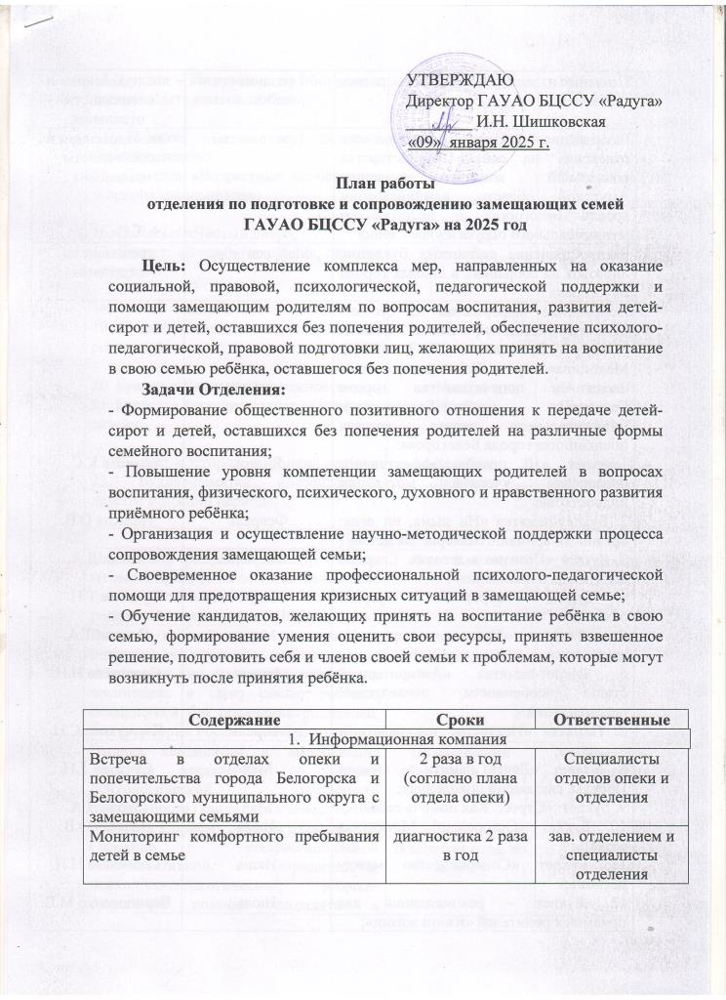 УТВЕРЖДАЮ
Директор ГАУАО БЦССУ «Радуга»
________ И.Н. Шишковская
«09» января 2025 г.
План работы
отделения по подготовке и сопровождению замещающих семей
ГАУАО БЦССУ «Радуга» на 2025 год
Цель: Осуществление комплекса мер, направленных на оказание
социальной, правовой, психологической, педагогической поддержки и
помощи замещающим родителям по вопросам воспитания, развития детей-
сирот и детей, оставшихся без попечения родителей, обеспечение психолого-
педагогической, правовой подготовки лиц, желающих принять на воспитание
в свою семью ребёнка, оставшегося без попечения родителей.
Задачи Отделения:
- Формирование общественного позитивного отношения к передаче детей-
сирот и детей, оставшихся без попечения родителей на различные формы
семейного воспитания;
- Повышение уровня компетенции замещающих родителей в вопросах
воспитания, физического, психического, духовного и нравственного развития
приёмного ребёнка;
- Организация и осуществление научно-методической поддержки процесса
сопровождения замещающей семьи;
- Своевременное оказание профессиональной психолого-педагогической
помощи для предотвращения кризисных ситуаций в замещающей семье;
- Обучение кандидатов, желающих принять на воспитание ребёнка в свою
семью, формирование умения оценить свои ресурсы, принять взвешенное
решение, подготовить себя и членов своей семьи к проблемам, которые могут
возникнуть после принятия ребёнка.
Содержание Сроки Ответственные
1. Информационная компания
Встреча в отделах опеки и
попечительства города Белогорска и
Белогорского муниципального округа с
замещающими семьями
2 раза в год
(согласно плана
отдела опеки)
Специалисты
отделов опеки и
отделения
Мониторинг комфортного пребывания
детей в семье
диагностика 2 раза
в год
зав. отделением и
специалисты
отделения